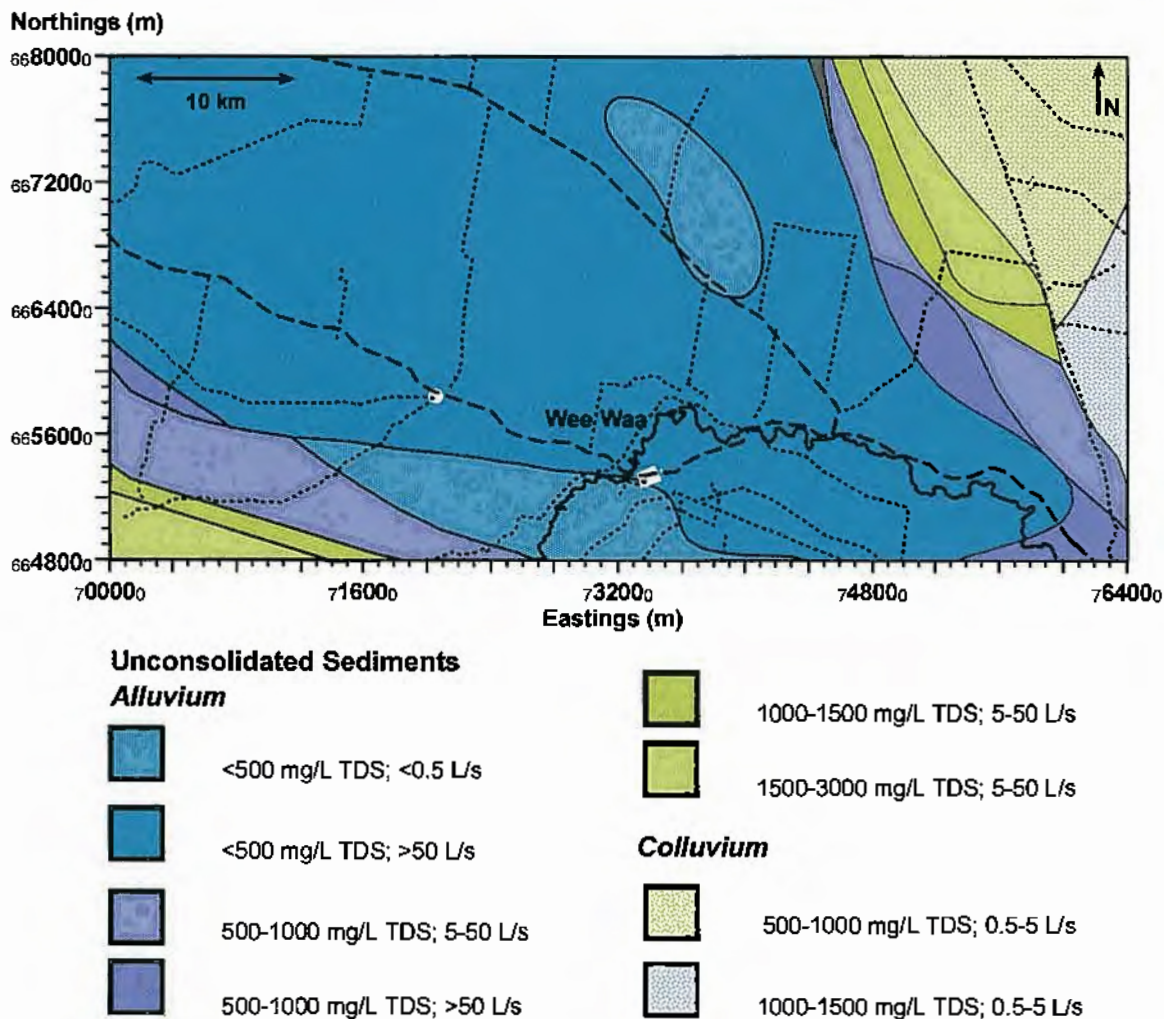 Northings (m)
6680000
10 km
N
6672000
6664000
Wee Waa
6656000
6648000
700000
716000
732000
748000
764000
Eastings (m)
Unconsolidated Sediments
Alluvium
<500 mg/L TDS; <0.5 L/s
<500 mg/L TDS; >50 L/s
500-1000 mg/L TDS; 5-50 L/s
500-1000 mg/L TDS; >50 L/s
1000-1500 mg/L TDS; 5-50 L/s
1500-3000 mg/L TDS; 5-50 L/s
Colluvium
500-1000 mg/L TDS; 0.5-5 L/s
1000-1500 mg/L TDS; 0.5-5 L/s